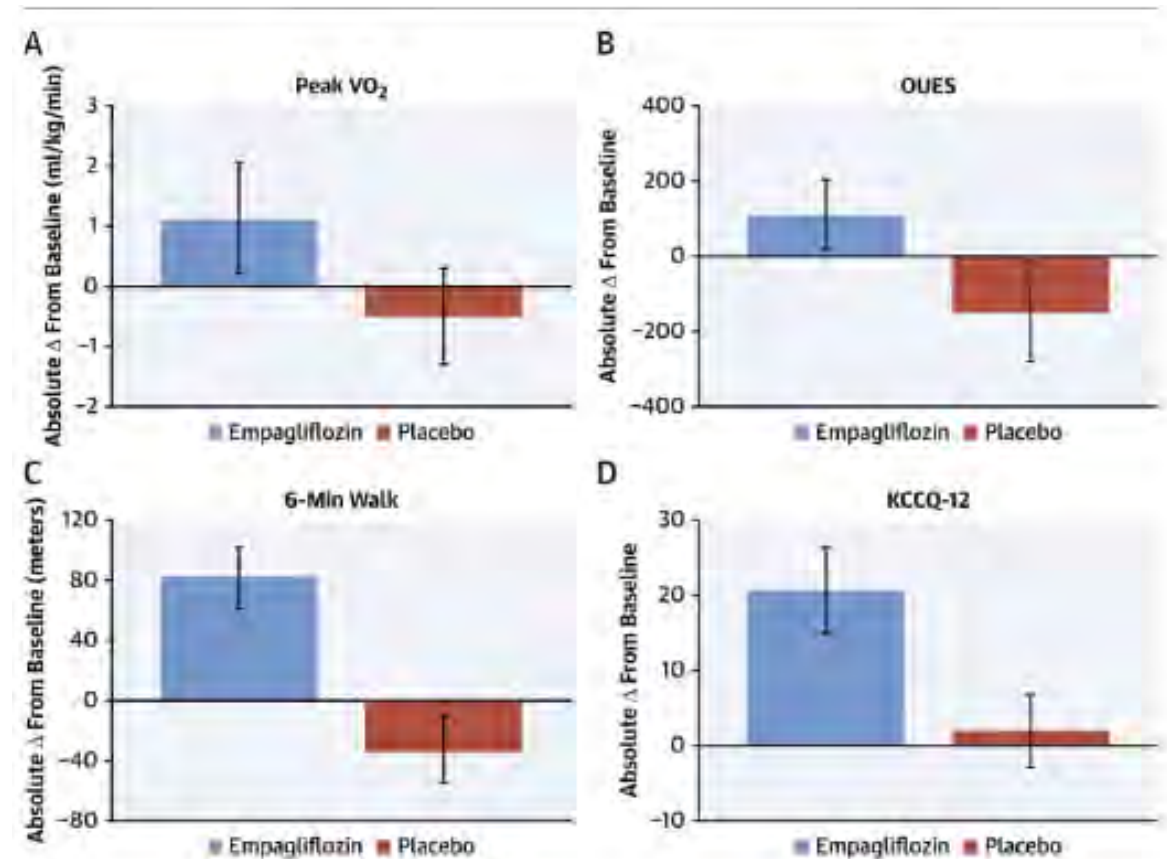 A
Peak VO₂
Absolute Δ From Baseline (ml/kg/min)
3
2
1
0
−1
−2
Empagliflozin Placebo
B
OUES
Absolute Δ From Baseline
400
200
0
−200
−400
Empagliflozin Placebo
C
6-Min Walk
Absolute Δ From Baseline (meters)
120
80
40
0
−40
−80
Empagliflozin Placebo
D
KCCQ-12
Absolute Δ From Baseline
30
20
10
0
−10
Empagliflozin Placebo